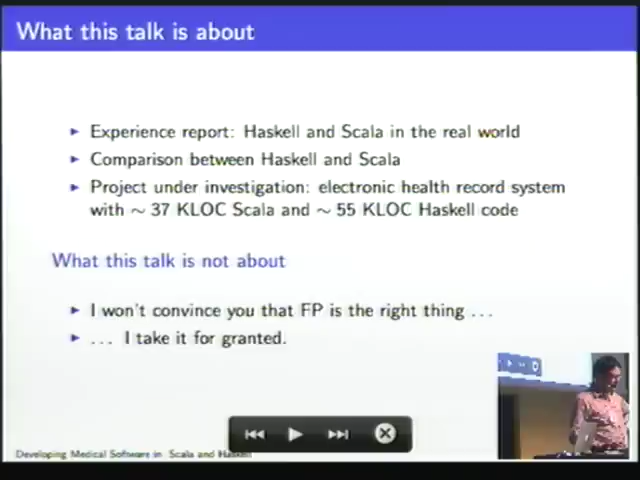 What this talk is about
► Experience report: Haskell and Scala in the real world
► Comparison between Haskell and Scala
► Project under investigation: electronic health record system
with ~ 37 KLOC Scala and ~ 55 KLOC Haskell code
What this talk is not about
► I won't convince you that FP is the right thing ...
► ... I take it for granted.
Developing Medical Software in Scala and Haskell